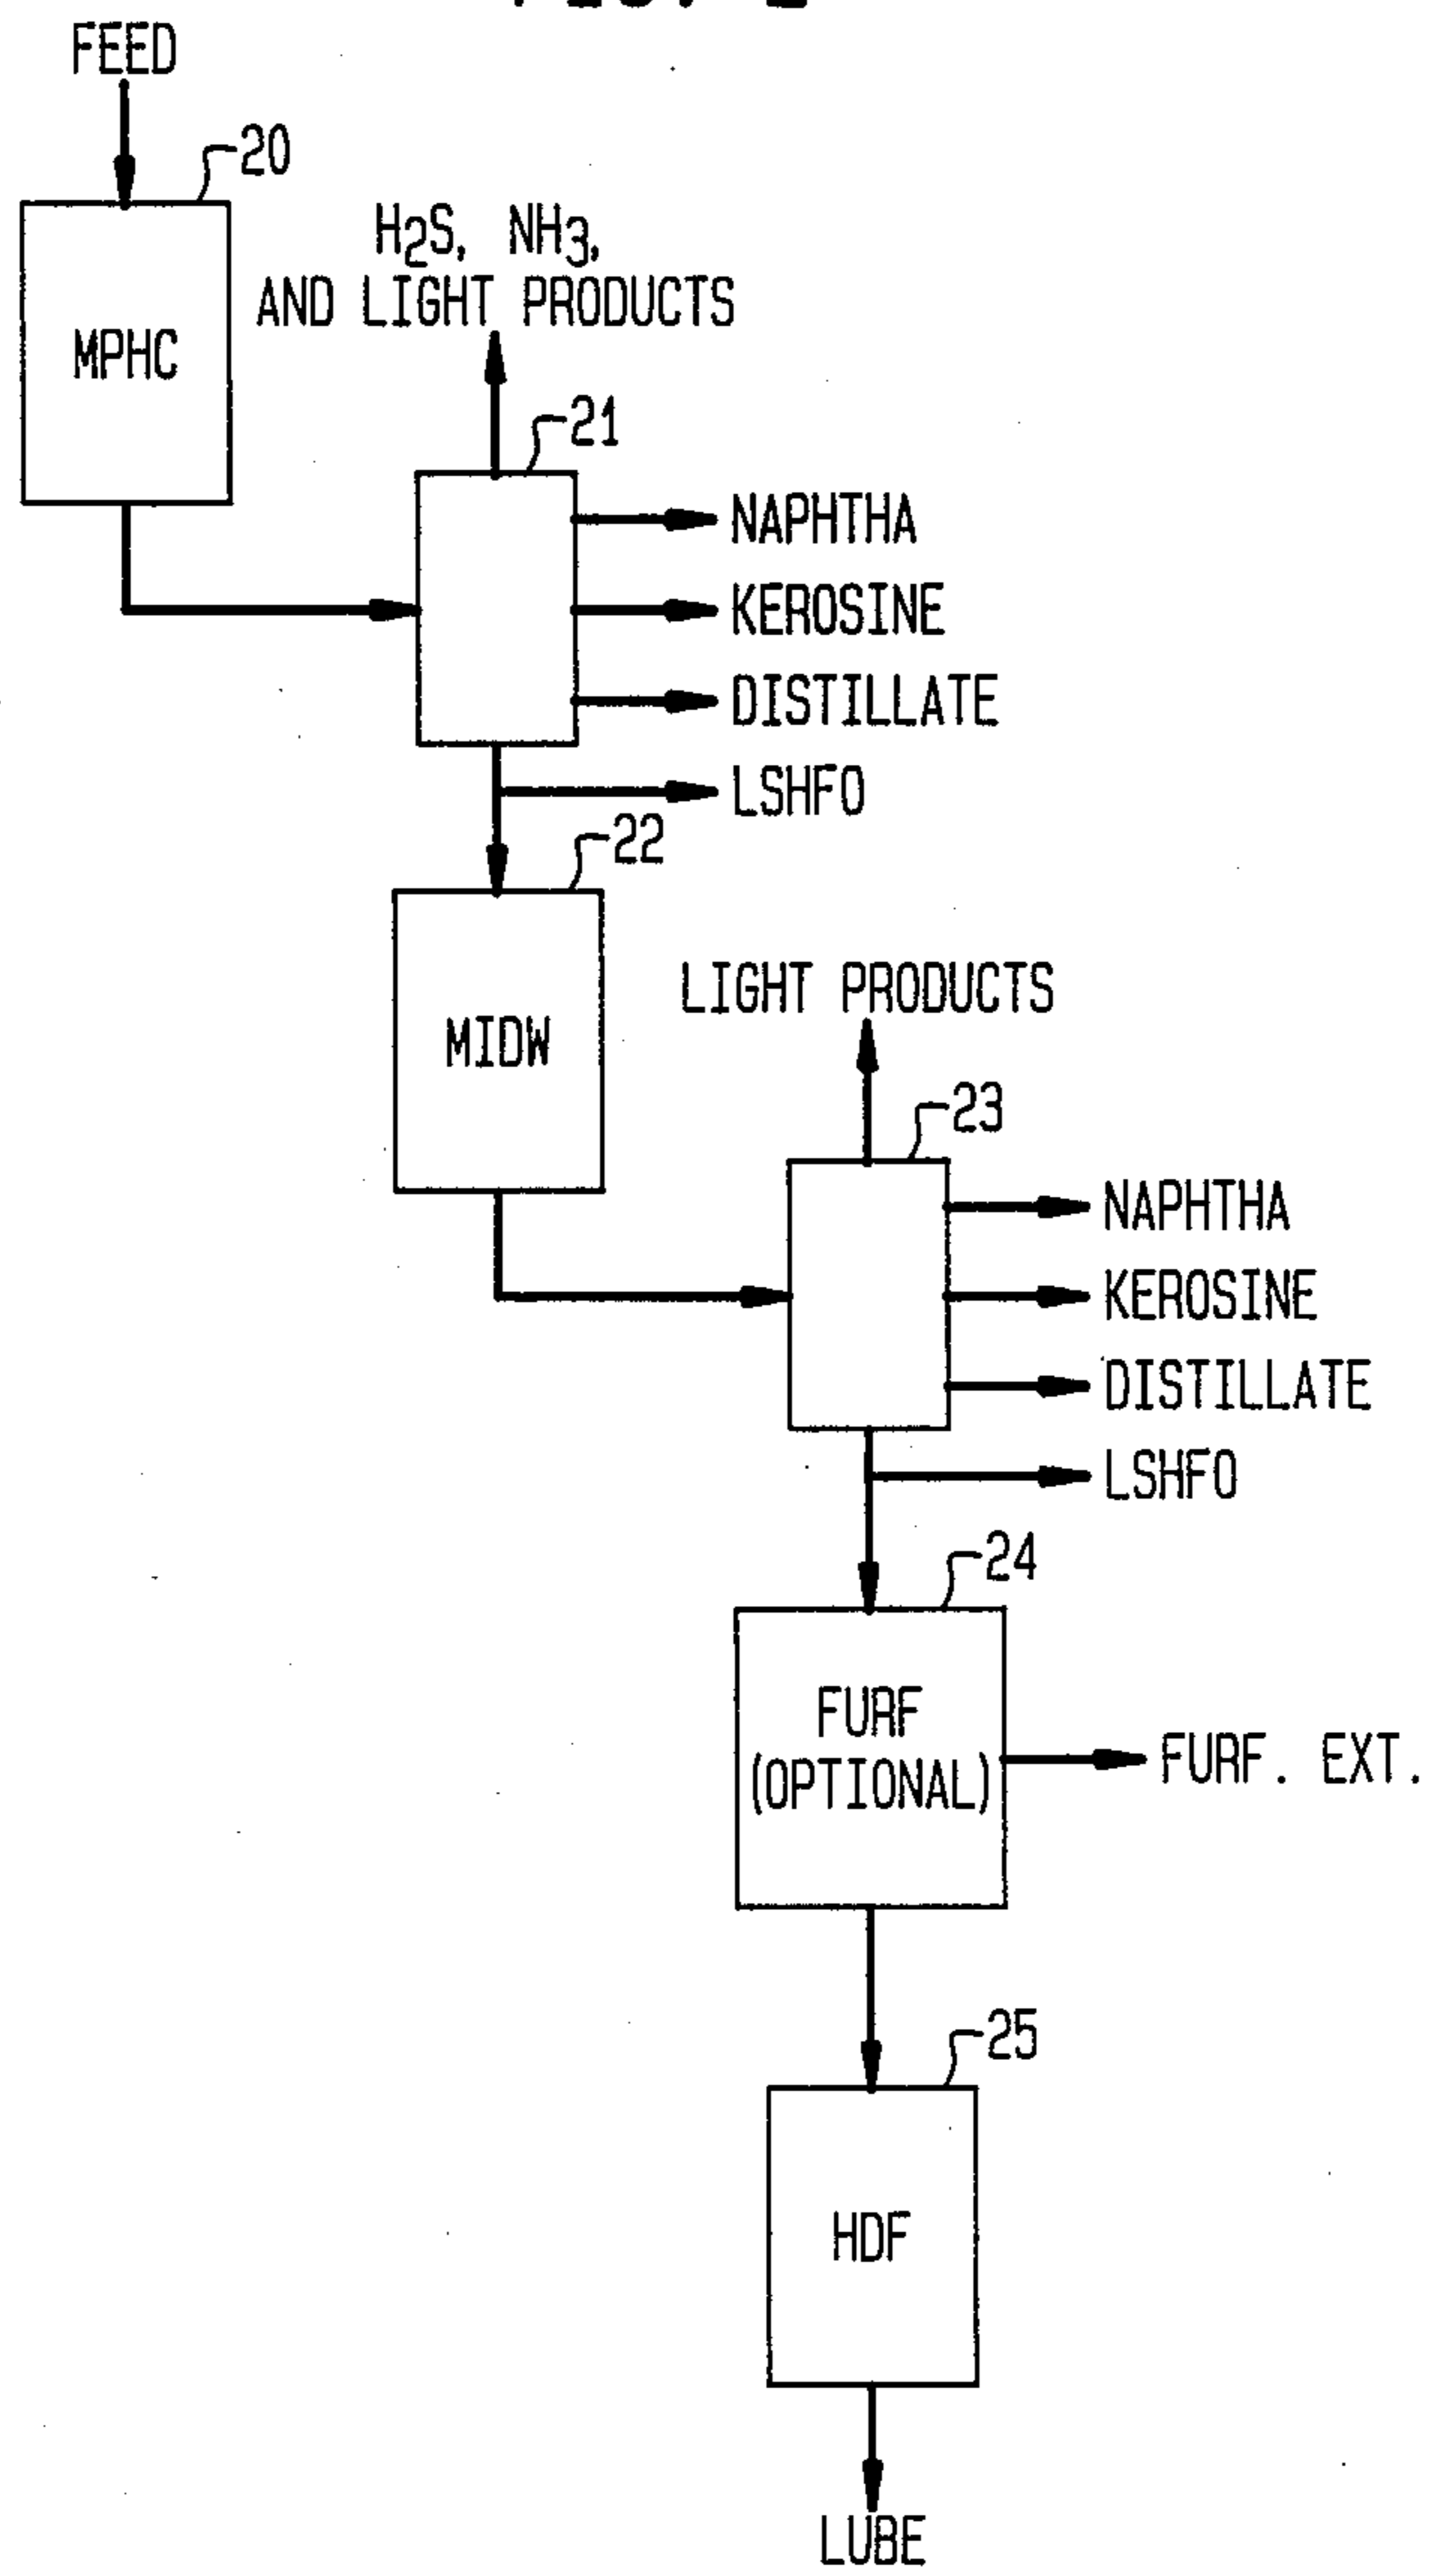 FEED
20
H2S, NH3,
AND LIGHT PRODUCTS
MPHC
21
NAPHTHA
KEROSINE
DISTILLATE
LSHFO
22
MIDW
LIGHT PRODUCTS
23
NAPHTHA
KEROSINE
DISTILLATE
LSHFO
24
FURF
(OPTIONAL)
FURF. EXT.
25
HDF
LUBE